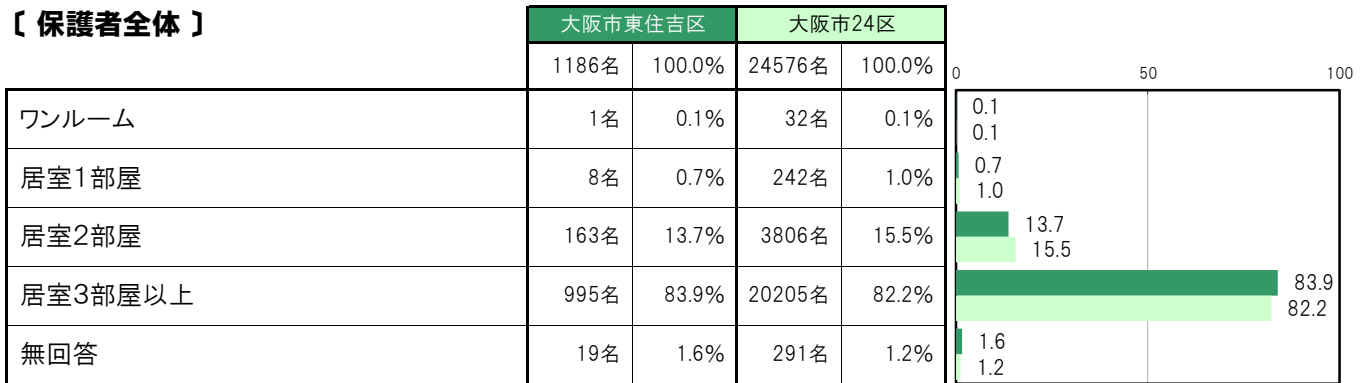 〔 保護者全体 〕
大阪市東住吉区 大阪市24区
1186名 100.0% 24576名 100.0%
0 50 100
ワンルーム 1名 0.1% 32名 0.1%
0.1
0.1
居室1部屋 8名 0.7% 242名 1.0%
0.7
1.0
居室2部屋 163名 13.7% 3806名 15.5%
13.7
15.5
居室3部屋以上 995名 83.9% 20205名 82.2%
83.9
82.2
無回答 19名 1.6% 291名 1.2%
1.6
1.2